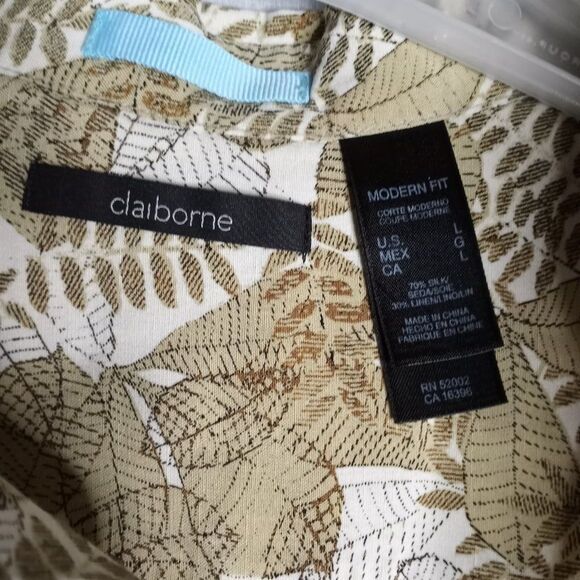 claiborne
MODERN FIT
CORTE MODERNO
COUPE MODERNE
U.S. L
MEX G
CA L
70% SILK/
SEDA/SOIE
30% LINEN/LINO/LIN
MADE IN CHINA
HECHO EN CHINA
FABRIQUÉ EN CHINE
RN 52002
CA 16396